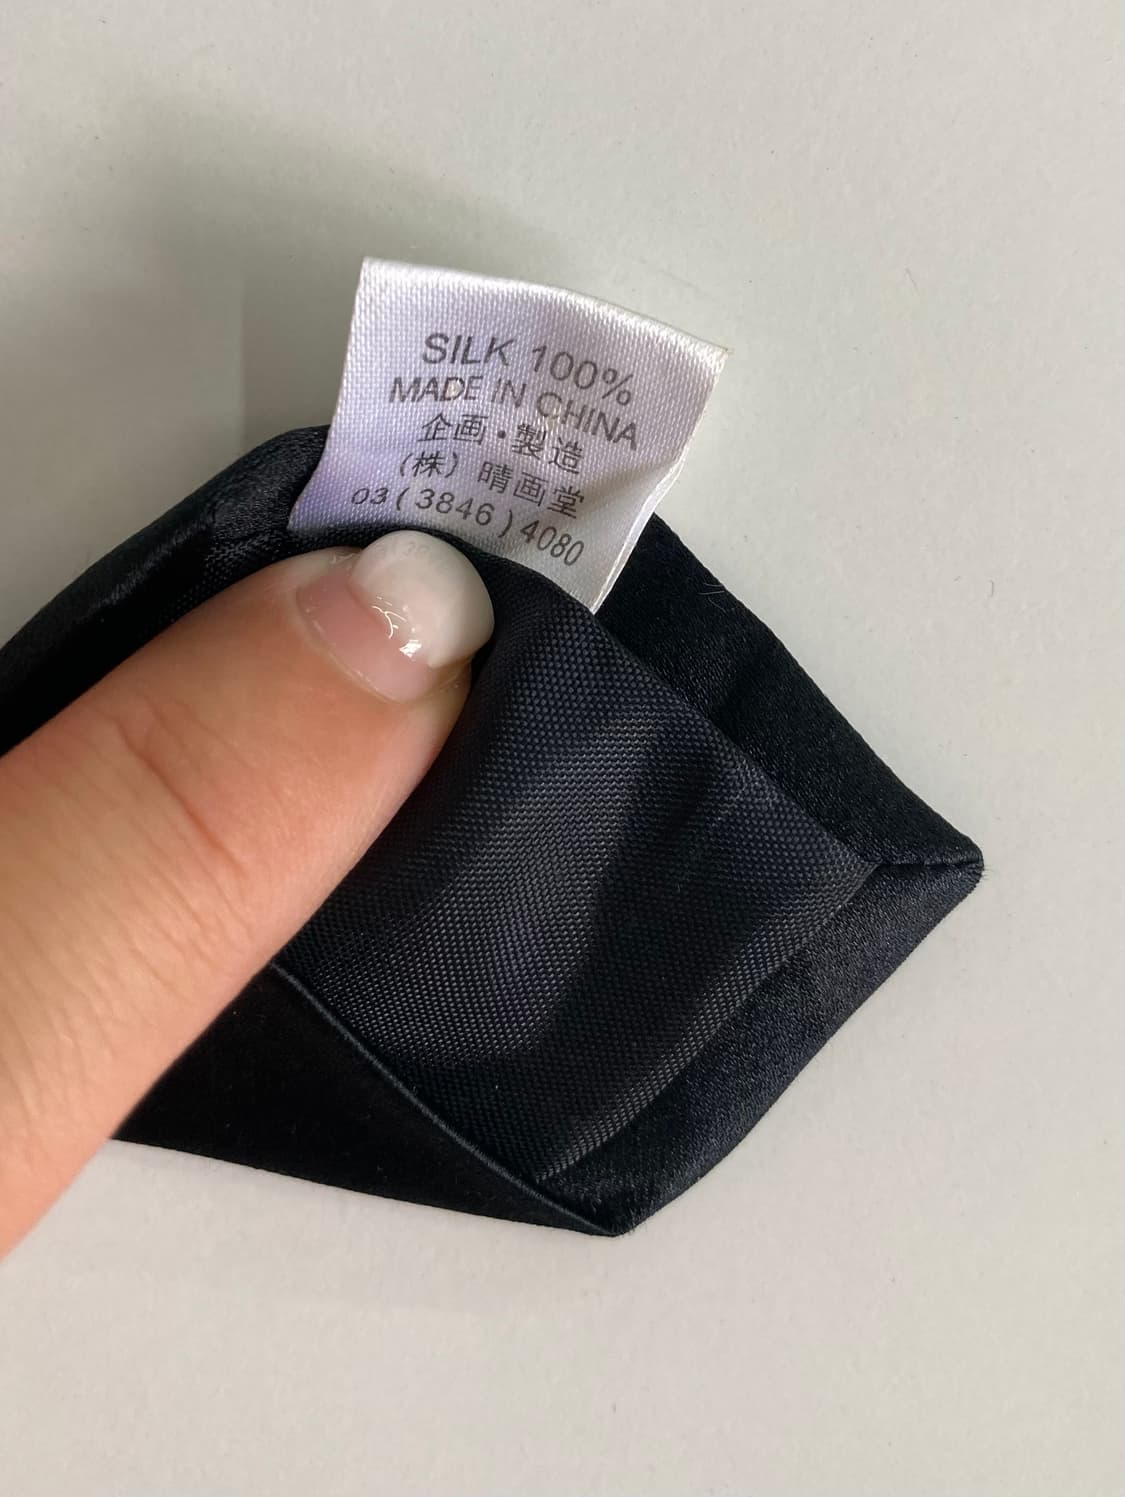 SILK 100%
MADE IN CHINA
企画・製造
(株) 晴画堂
03 ( 3846 ) 4080